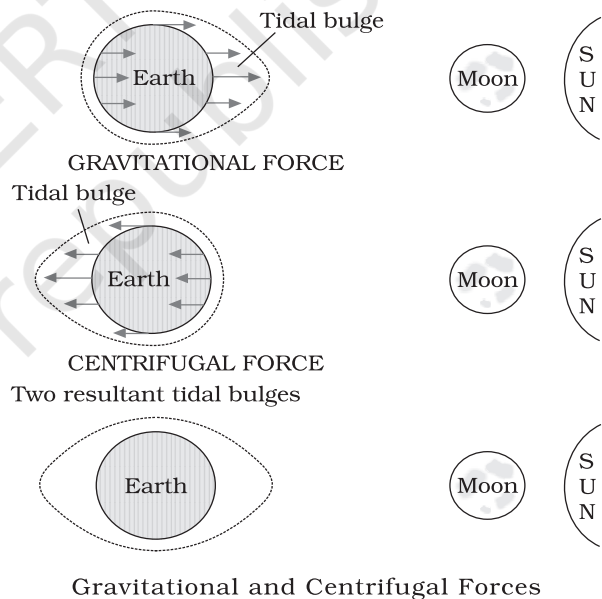 Tidal bulge
Earth
Moon
S
U
N
GRAVITATIONAL FORCE
Tidal bulge
Earth
Moon
S
U
N
CENTRIFUGAL FORCE
Two resultant tidal bulges
Earth
Moon
S
U
N
Gravitational and Centrifugal Forces